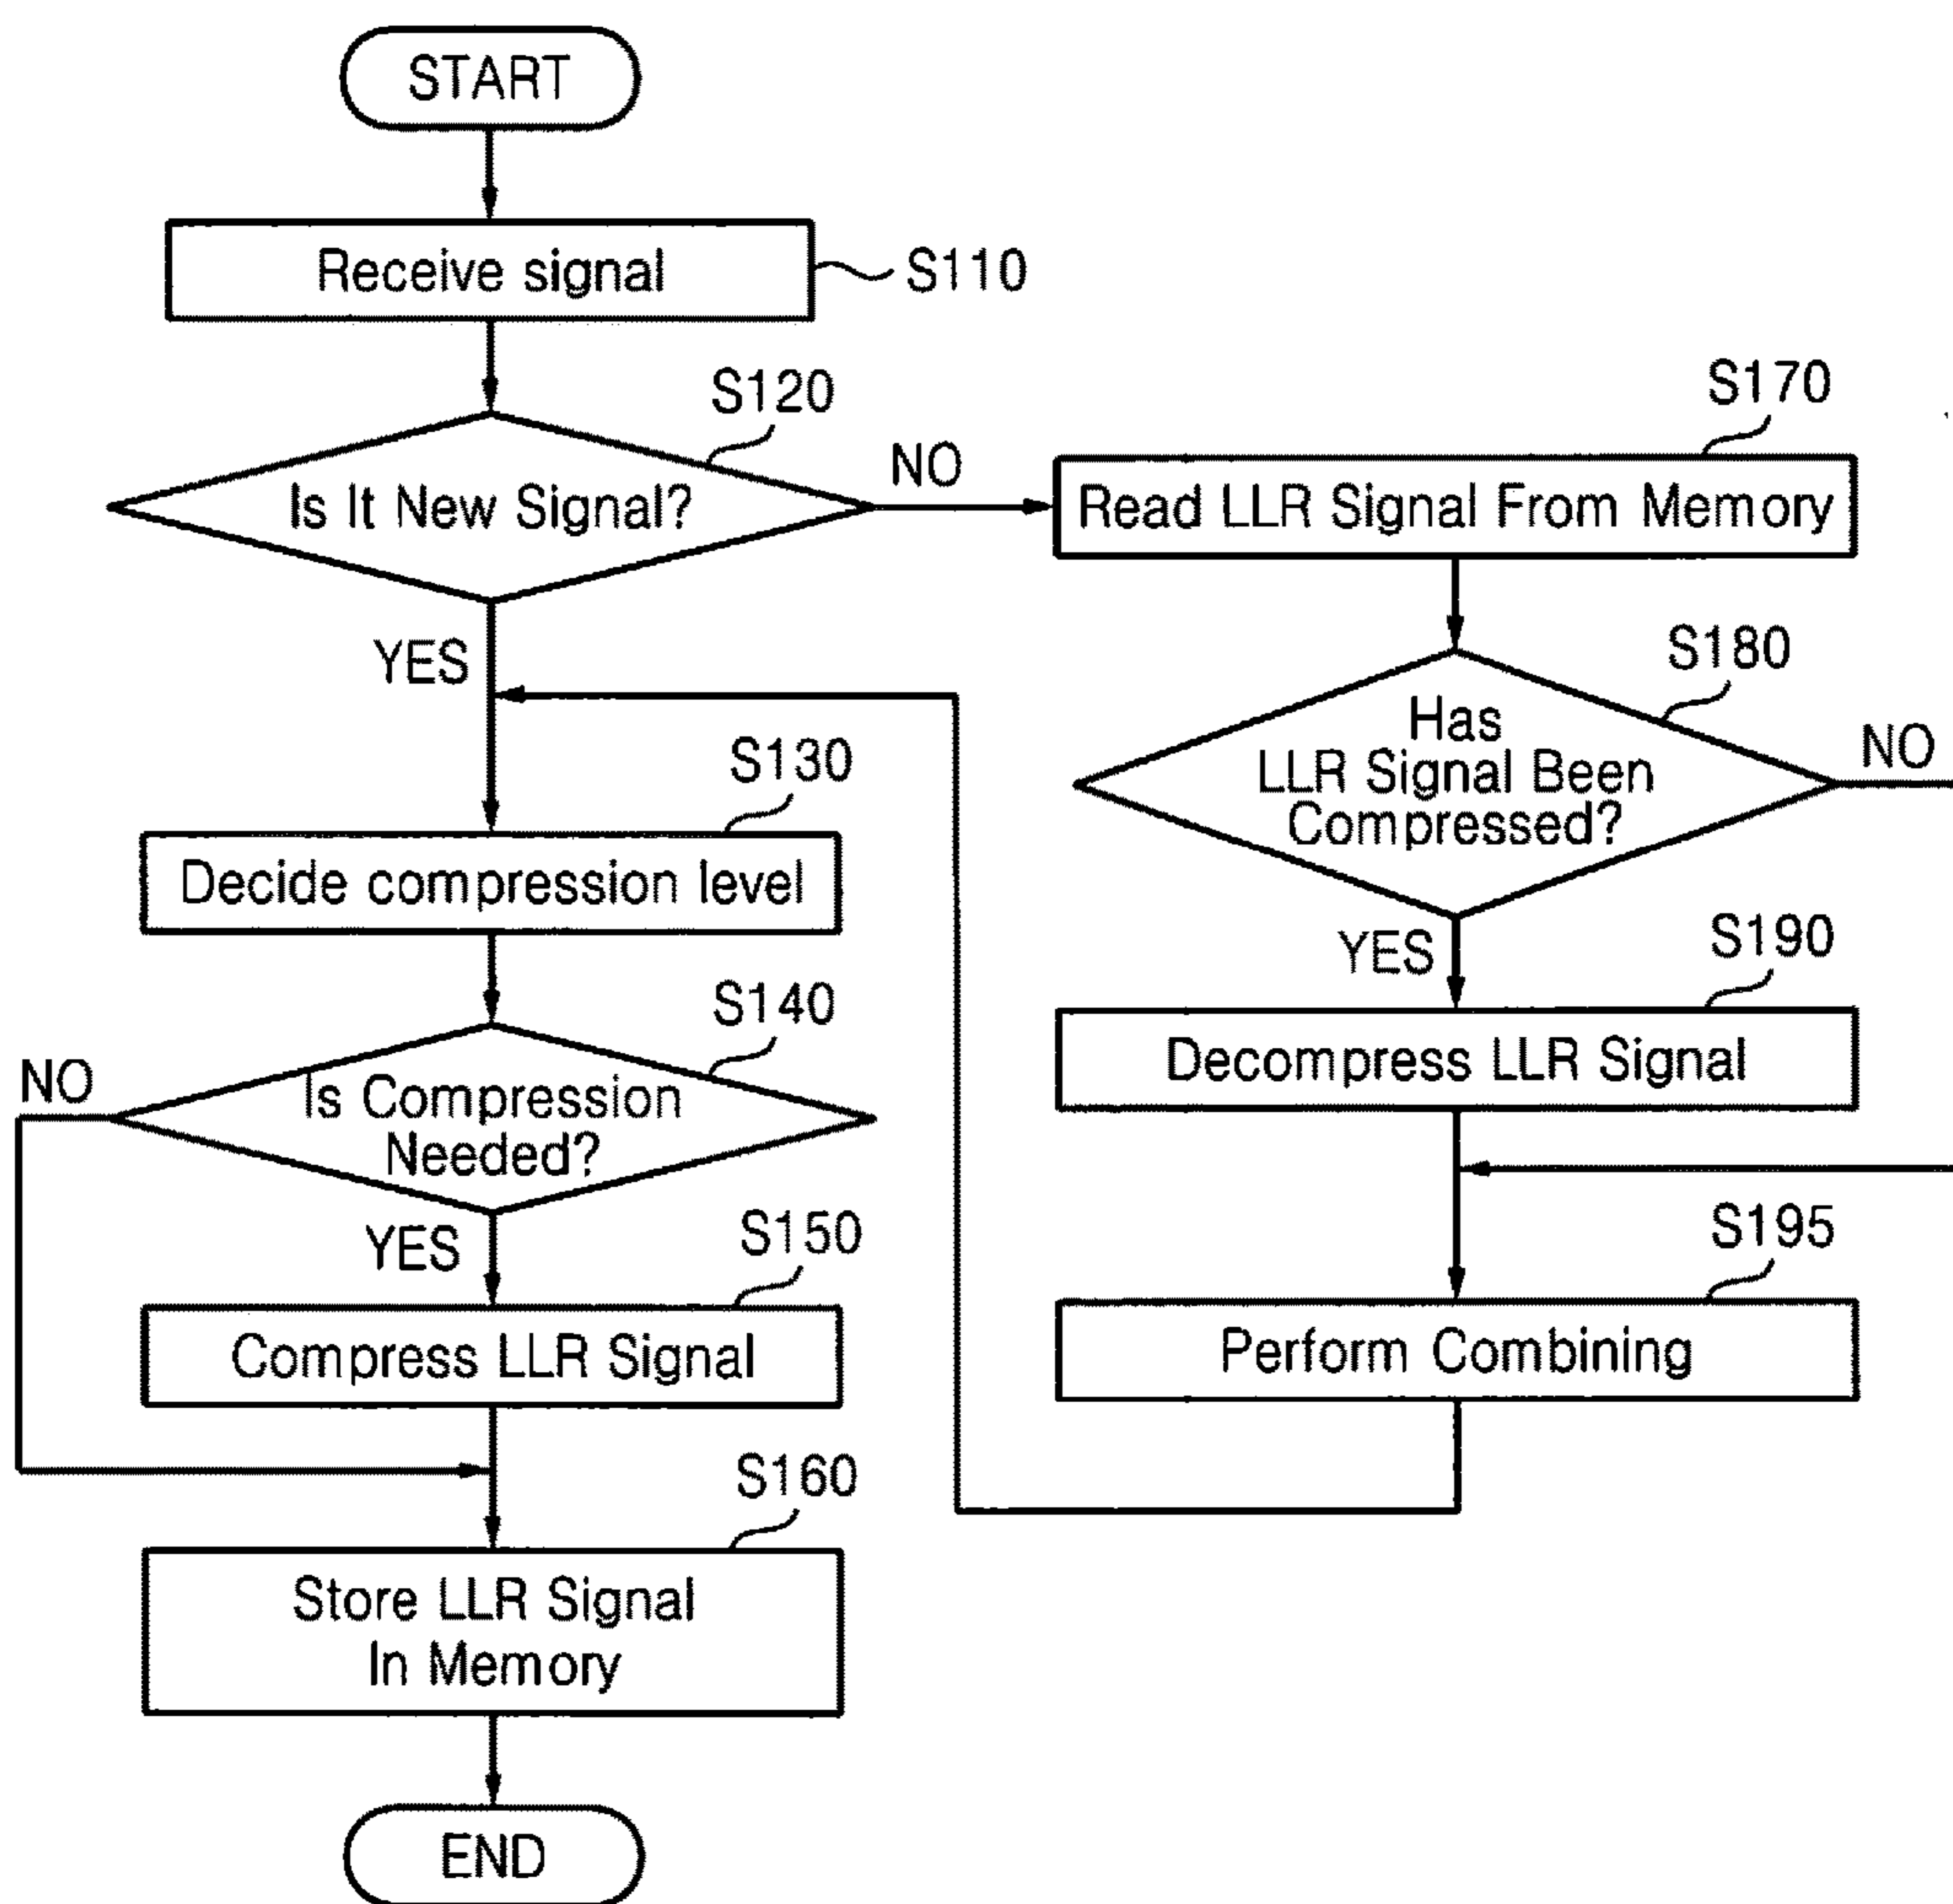 START
Receive signal
S110
S120
Is It New Signal?
NO
YES
S130
Decide compression level
S140
NO
Is Compression
Needed?
YES
S150
Compress LLR Signal
S160
Store LLR Signal
In Memory
END
S170
Read LLR Signal From Memory
S180
Has
LLR Signal Been
Compressed?
NO
YES
S190
Decompress LLR Signal
S195
Perform Combining